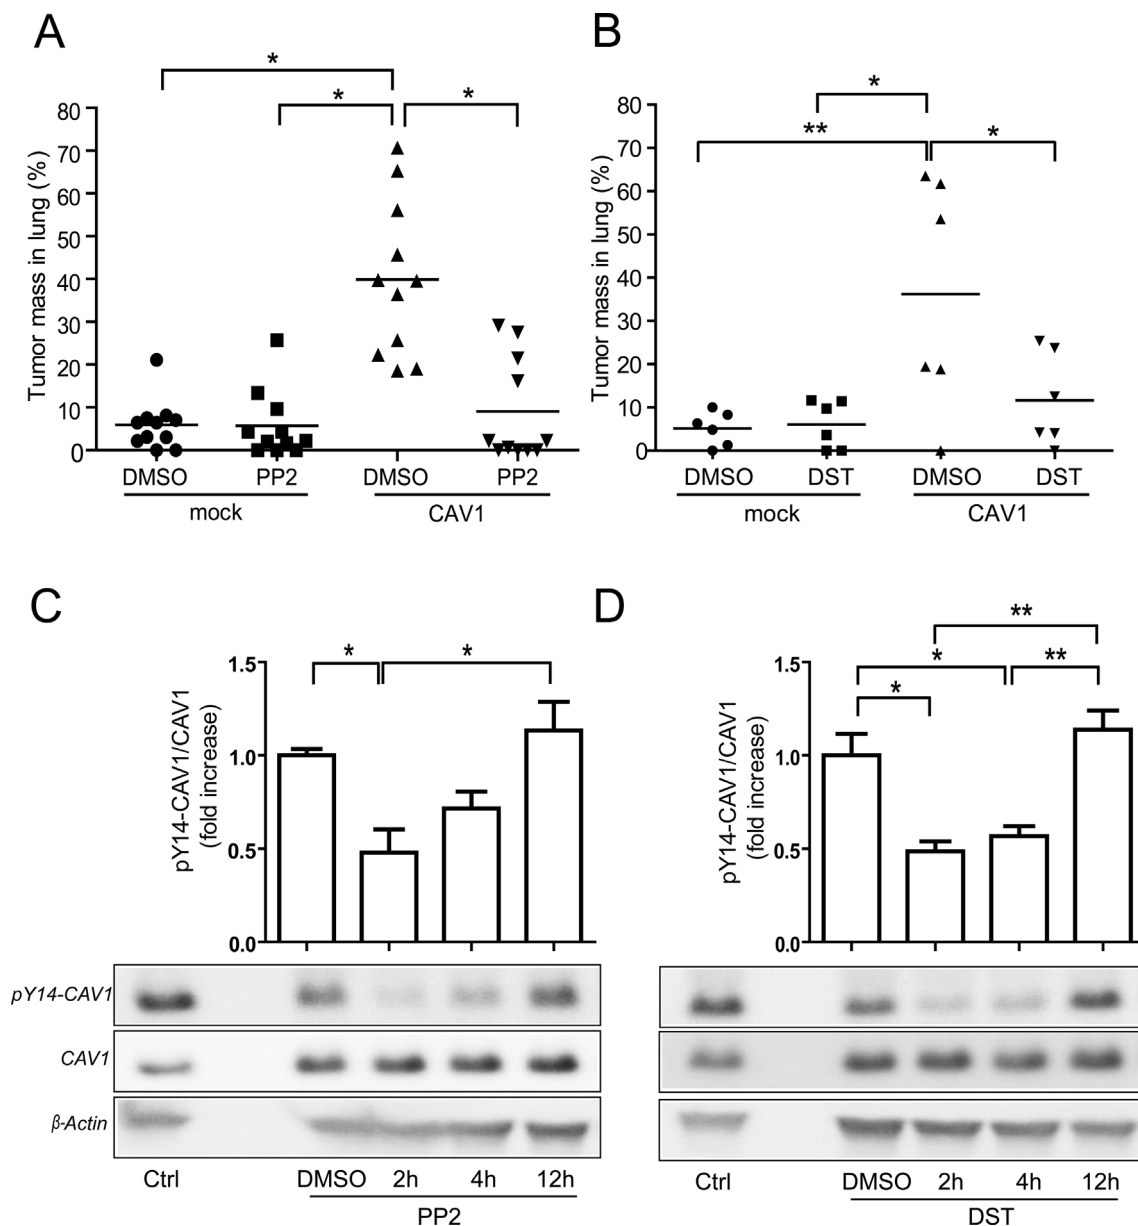 A
*
*
*
Tumor mass in lung (%)
80
70
60
50
40
30
20
10
0
DMSO PP2 DMSO PP2
mock CAV1
B
*
**
*
Tumor mass in lung (%)
80
70
60
50
40
30
20
10
0
DMSO DST DMSO DST
mock CAV1
C
* *
pY14-CAV1/CAV1
(fold increase)
1.5
1.0
0.5
0.0
pY14-CAV1
CAV1
β-Actin
Ctrl DMSO 2h 4h 12h
PP2
D
**
* **
*
pY14-CAV1/CAV1
(fold increase)
1.5
1.0
0.5
0.0
Ctrl DMSO 2h 4h 12h
DST